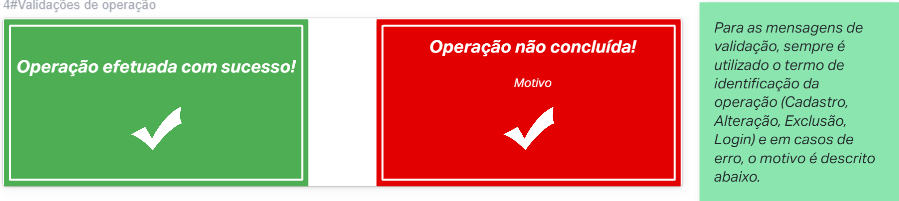 4#Validações de operação
Operação efetuada com sucesso!
Operação não concluída!
Motivo
Para as mensagens de
validação, sempre é
utilizado o termo de
identificação da
operação (Cadastro,
Alteração, Exclusão,
Login) e em casos de
erro, o motivo é descrito
abaixo.